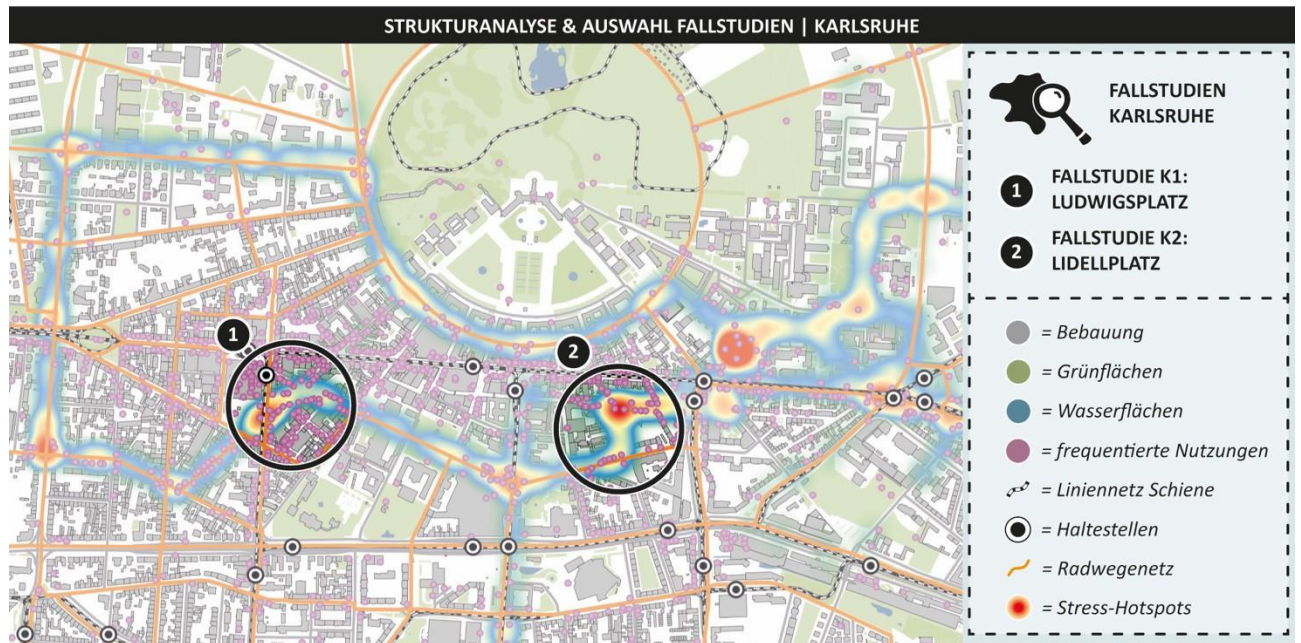 STRUKTURANALYSE & AUSWAHL FALLSTUDIEN | KARLSRUHE
FALLSTUDIEN
KARLSRUHE
1
FALLSTUDIE K1:
LUDWIGSPLATZ
2
FALLSTUDIE K2:
LIDELLPLATZ
= Bebauung
= Grünflächen
= Wasserflächen
= frequentierte Nutzungen
= Liniennetz Schiene
= Haltestellen
= Radwegenetz
= Stress-Hotspots
1
2